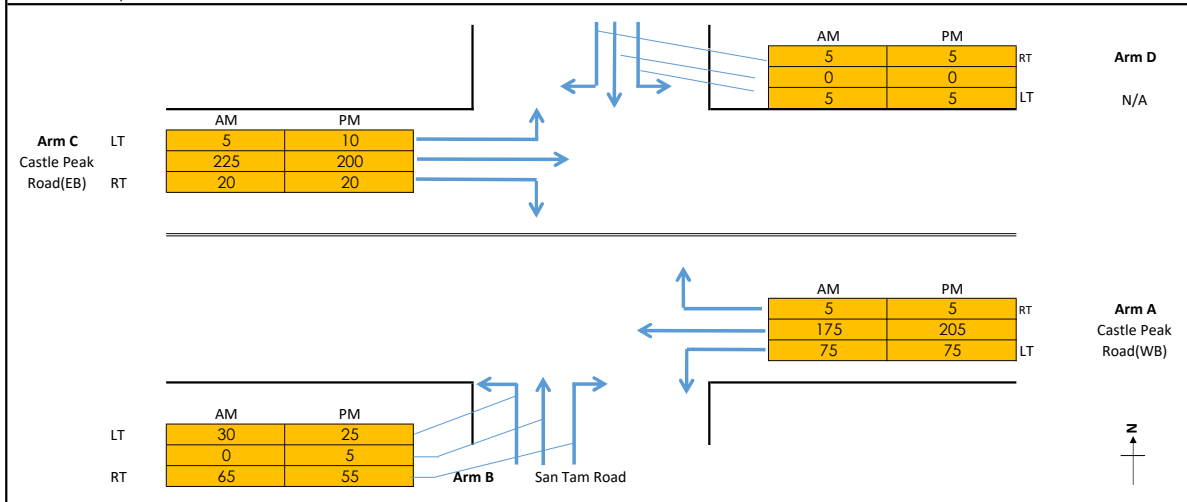 AM PM
5 5 RT Arm D
0 0
5 5 LT N/A
AM PM
Arm C LT 5 10
Castle Peak 225 200
Road(EB) RT 20 20
AM PM
5 5 RT Arm A
175 205 Castle Peak
75 75 LT Road(WB)
AM PM
LT 30 25
0 5
RT 65 55 Arm B San Tam Road
N